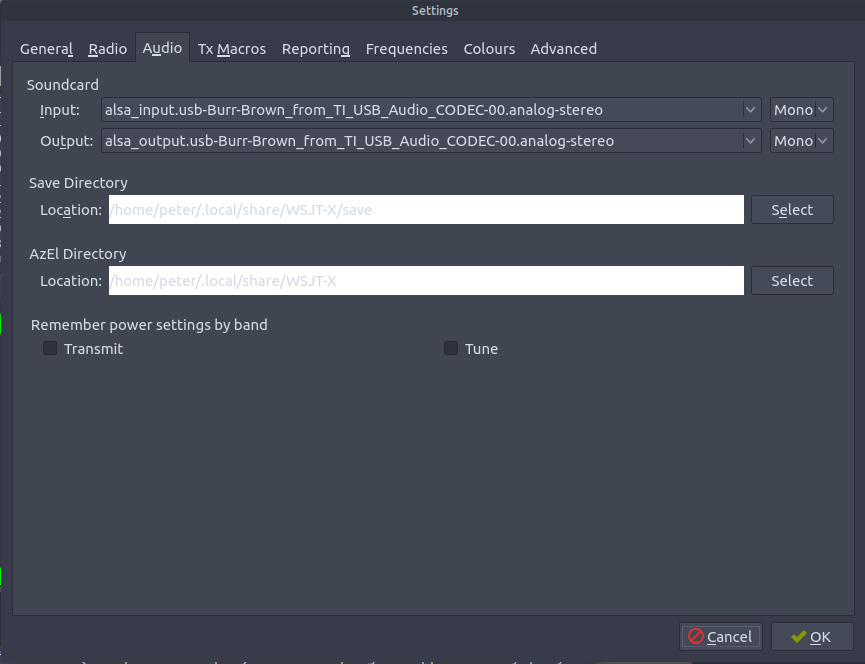 Settings
General Radio Audio Tx Macros Reporting Frequencies Colours Advanced
Soundcard
Input: alsa_input.usb-Burr-Brown_from_TI_USB_Audio_CODEC-00.analog-stereo Mono
Output: alsa_output.usb-Burr-Brown_from_TI_USB_Audio_CODEC-00.analog-stereo Mono
Save Directory
Location: /home/peter/.local/share/WSJT-X/save Select
AzEl Directory
Location: /home/peter/.local/share/WSJT-X Select
Remember power settings by band
Transmit Tune
Cancel OK